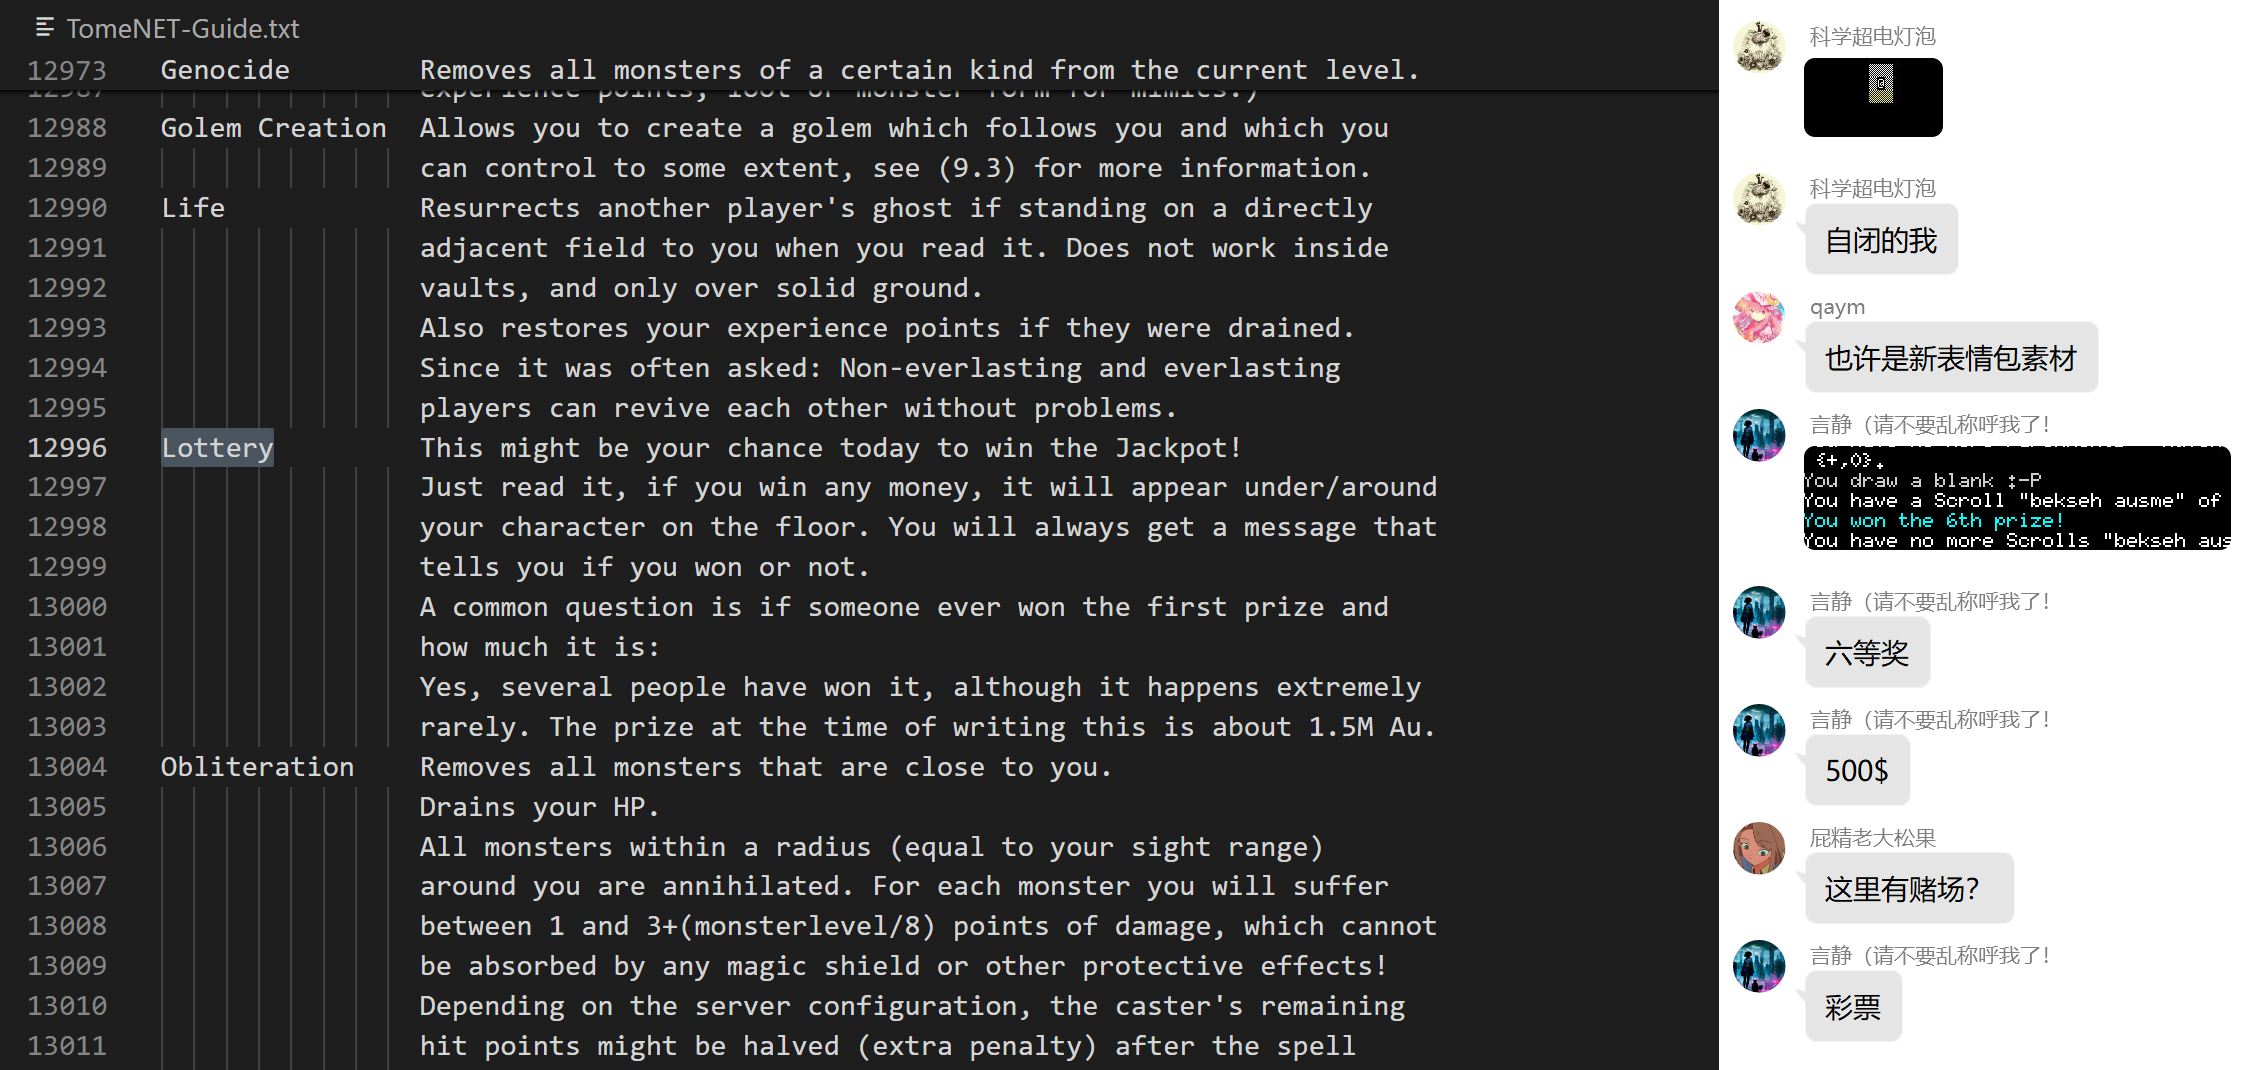 TomeNET-Guide.txt
12973 Genocide Removes all monsters of a certain kind from the current level.
12987 experience points, loot or monster form for mimics.)
12988 Golem Creation Allows you to create a golem which follows you and which you
12989 can control to some extent, see (9.3) for more information.
12990 Life Resurrects another player's ghost if standing on a directly
12991 adjacent field to you when you read it. Does not work inside
12992 vaults, and only over solid ground.
12993 Also restores your experience points if they were drained.
12994 Since it was often asked: Non-everlasting and everlasting
12995 players can revive each other without problems.
12996 Lottery This might be your chance today to win the Jackpot!
12997 Just read it, if you win any money, it will appear under/around
12998 your character on the floor. You will always get a message that
12999 tells you if you won or not.
13000 A common question is if someone ever won the first prize and
13001 how much it is:
13002 Yes, several people have won it, although it happens extremely
13003 rarely. The prize at the time of writing this is about 1.5M Au.
13004 Obliteration Removes all monsters that are close to you.
13005 Drains your HP.
13006 All monsters within a radius (equal to your sight range)
13007 around you are annihilated. For each monster you will suffer
13008 between 1 and 3+(monsterlevel/8) points of damage, which cannot
13009 be absorbed by any magic shield or other protective effects!
13010 Depending on the server configuration, the caster's remaining
13011 hit points might be halved (extra penalty) after the spell
科学超电灯泡
@
科学超电灯泡
自闭的我
qaym
也许是新表情包素材
言静（请不要乱称呼我了！
{+,0}.
You draw a blank :-P
You have a Scroll "bekseh ausme" of
You won the 6th prize!
You have no more Scrolls "bekseh aus
言静（请不要乱称呼我了！
六等奖
言静（请不要乱称呼我了！
500$
屁精老大松果
这里有赌场？
言静（请不要乱称呼我了！
彩票